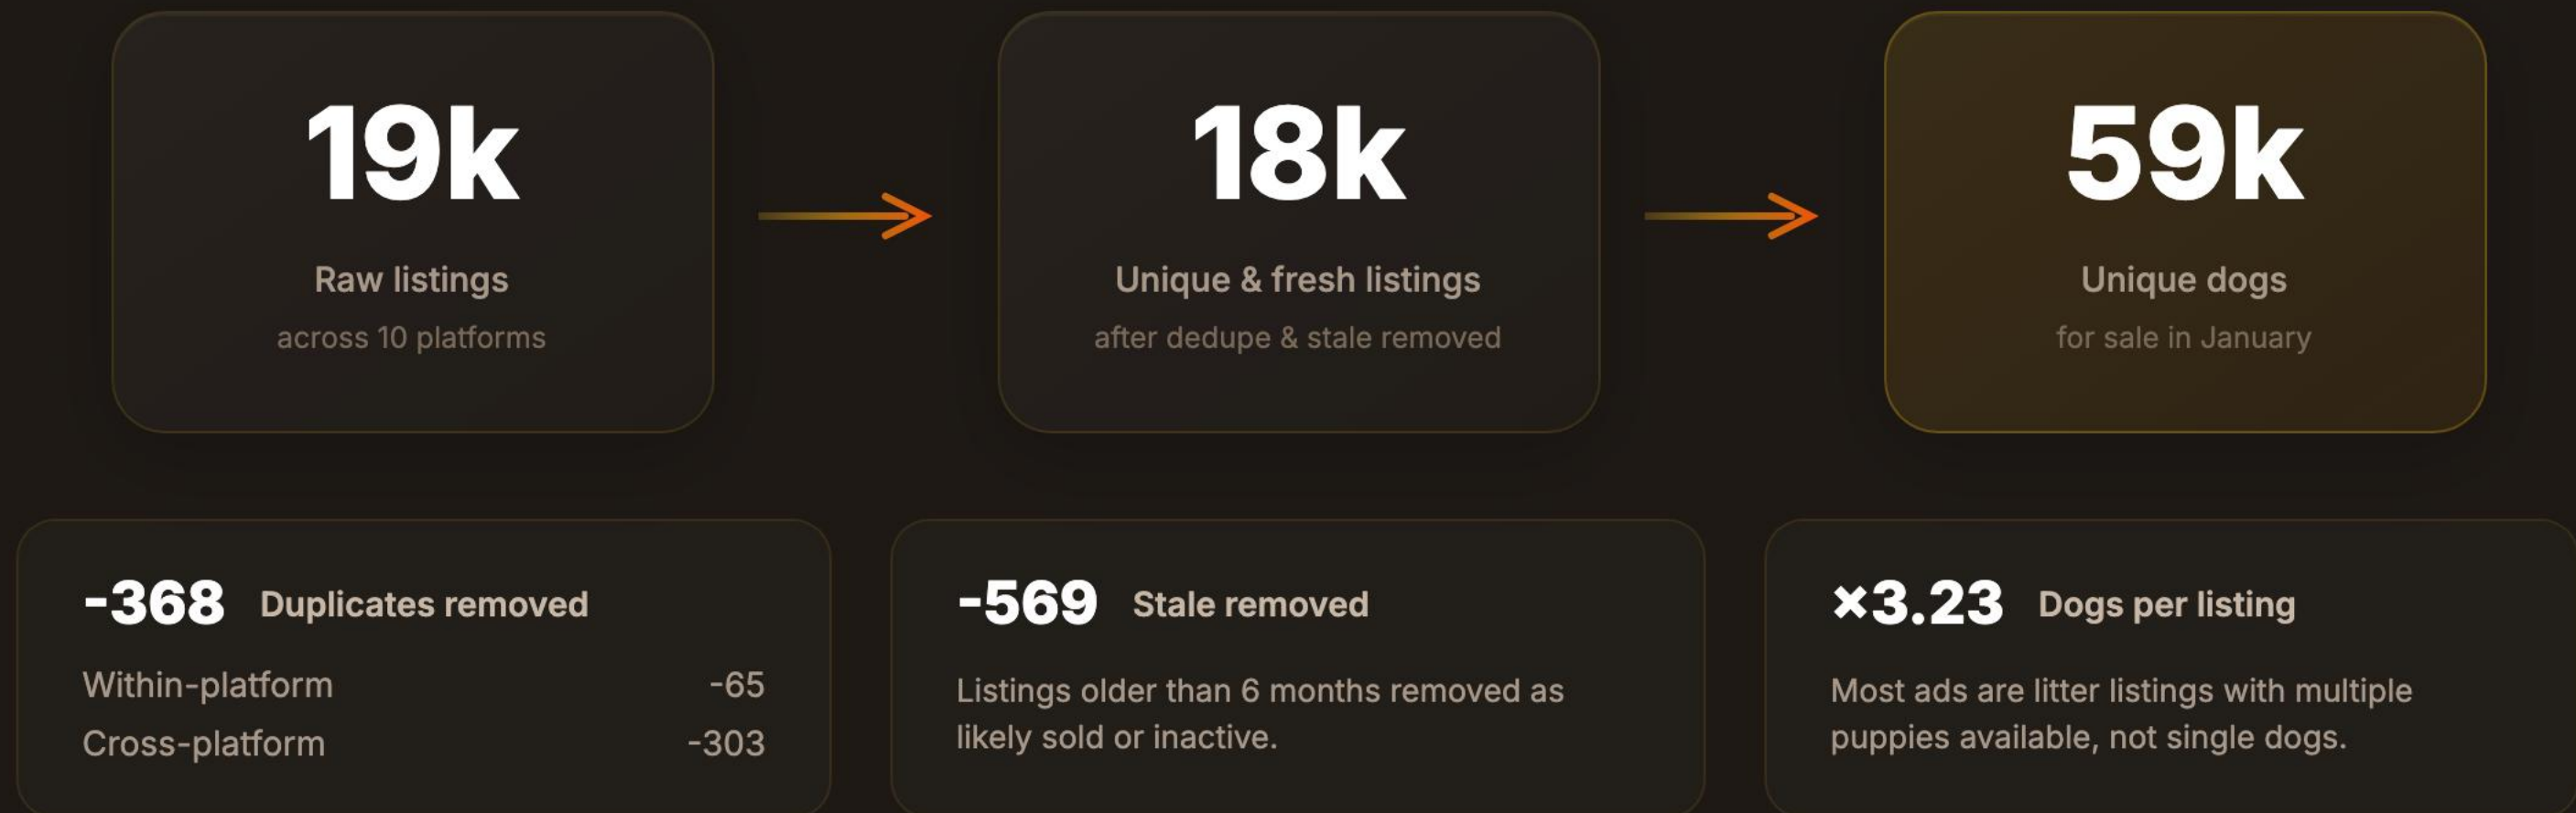 19k
Raw listings
across 10 platforms
18k
Unique & fresh listings
after dedupe & stale removed
59k
Unique dogs
for sale in January
-368 Duplicates removed
Within-platform -65
Cross-platform -303
-569 Stale removed
Listings older than 6 months removed as
likely sold or inactive.
×3.23 Dogs per listing
Most ads are litter listings with multiple
puppies available, not single dogs.